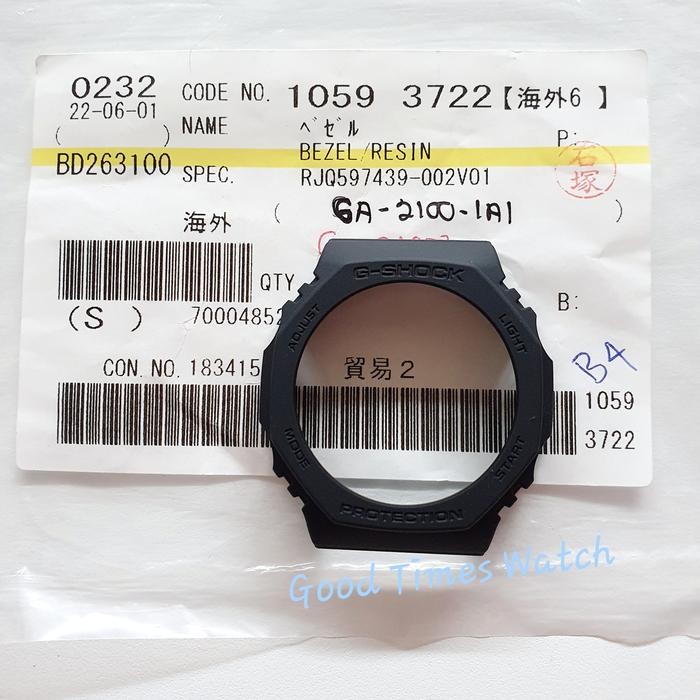 0232 CODE NO. 1059 3722【海外6 】
22-06-01 NAME ﾍﾞｾﾞﾙ P:
( ) BEZEL/RESIN
BD263100 SPEC. RJQ597439-002V01
石塚
海外 ( GA-2100-1A1 )
QTY
B:
(S ) 7000485
CON. NO. 183415 貿易2
B4
1059
3722
G-SHOCK
ADJUST LIGHT
MODE START
PROTECTION
Good Times Watch